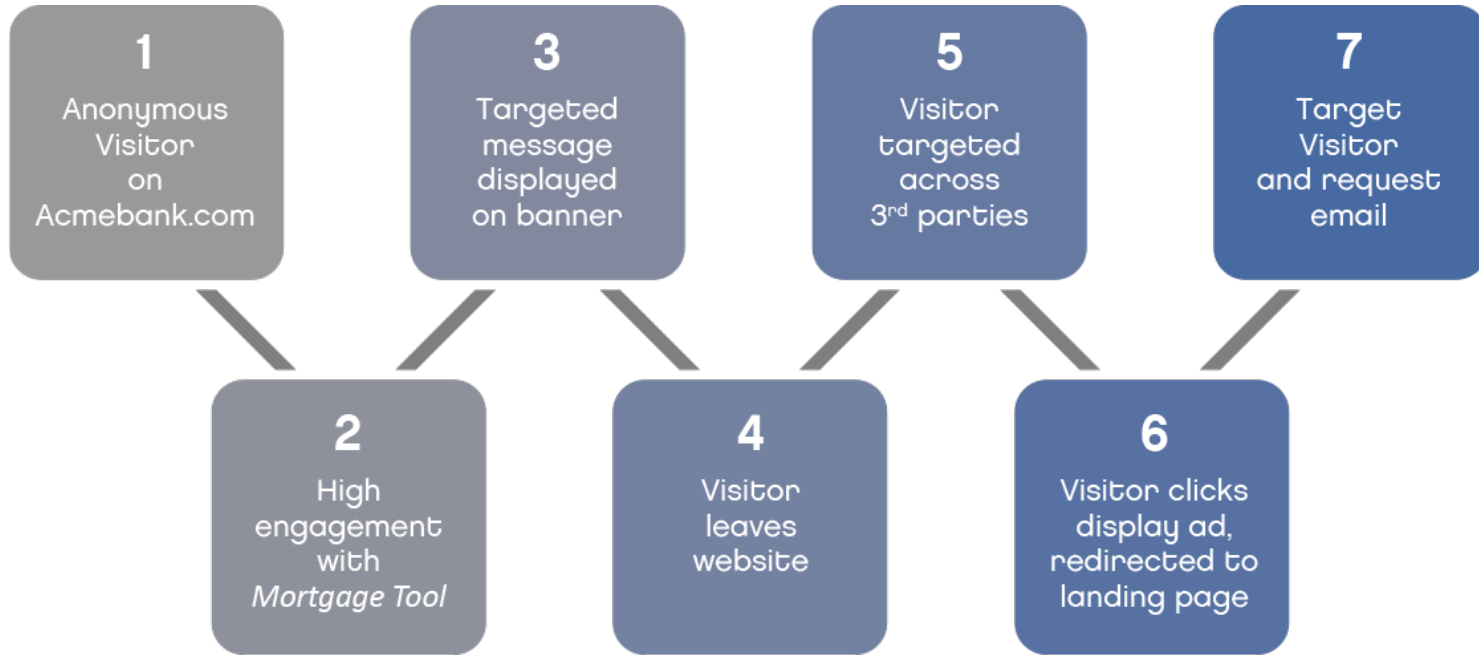 1
Anonymous
Visitor
on
Acmebank.com
2
High
engagement
with
Mortgage Tool
3
Targeted
message
displayed
on banner
4
Visitor
leaves
website
5
Visitor
targeted
across
3rd parties
6
Visitor clicks
display ad,
redirected to
landing page
7
Target
Visitor
and request
email